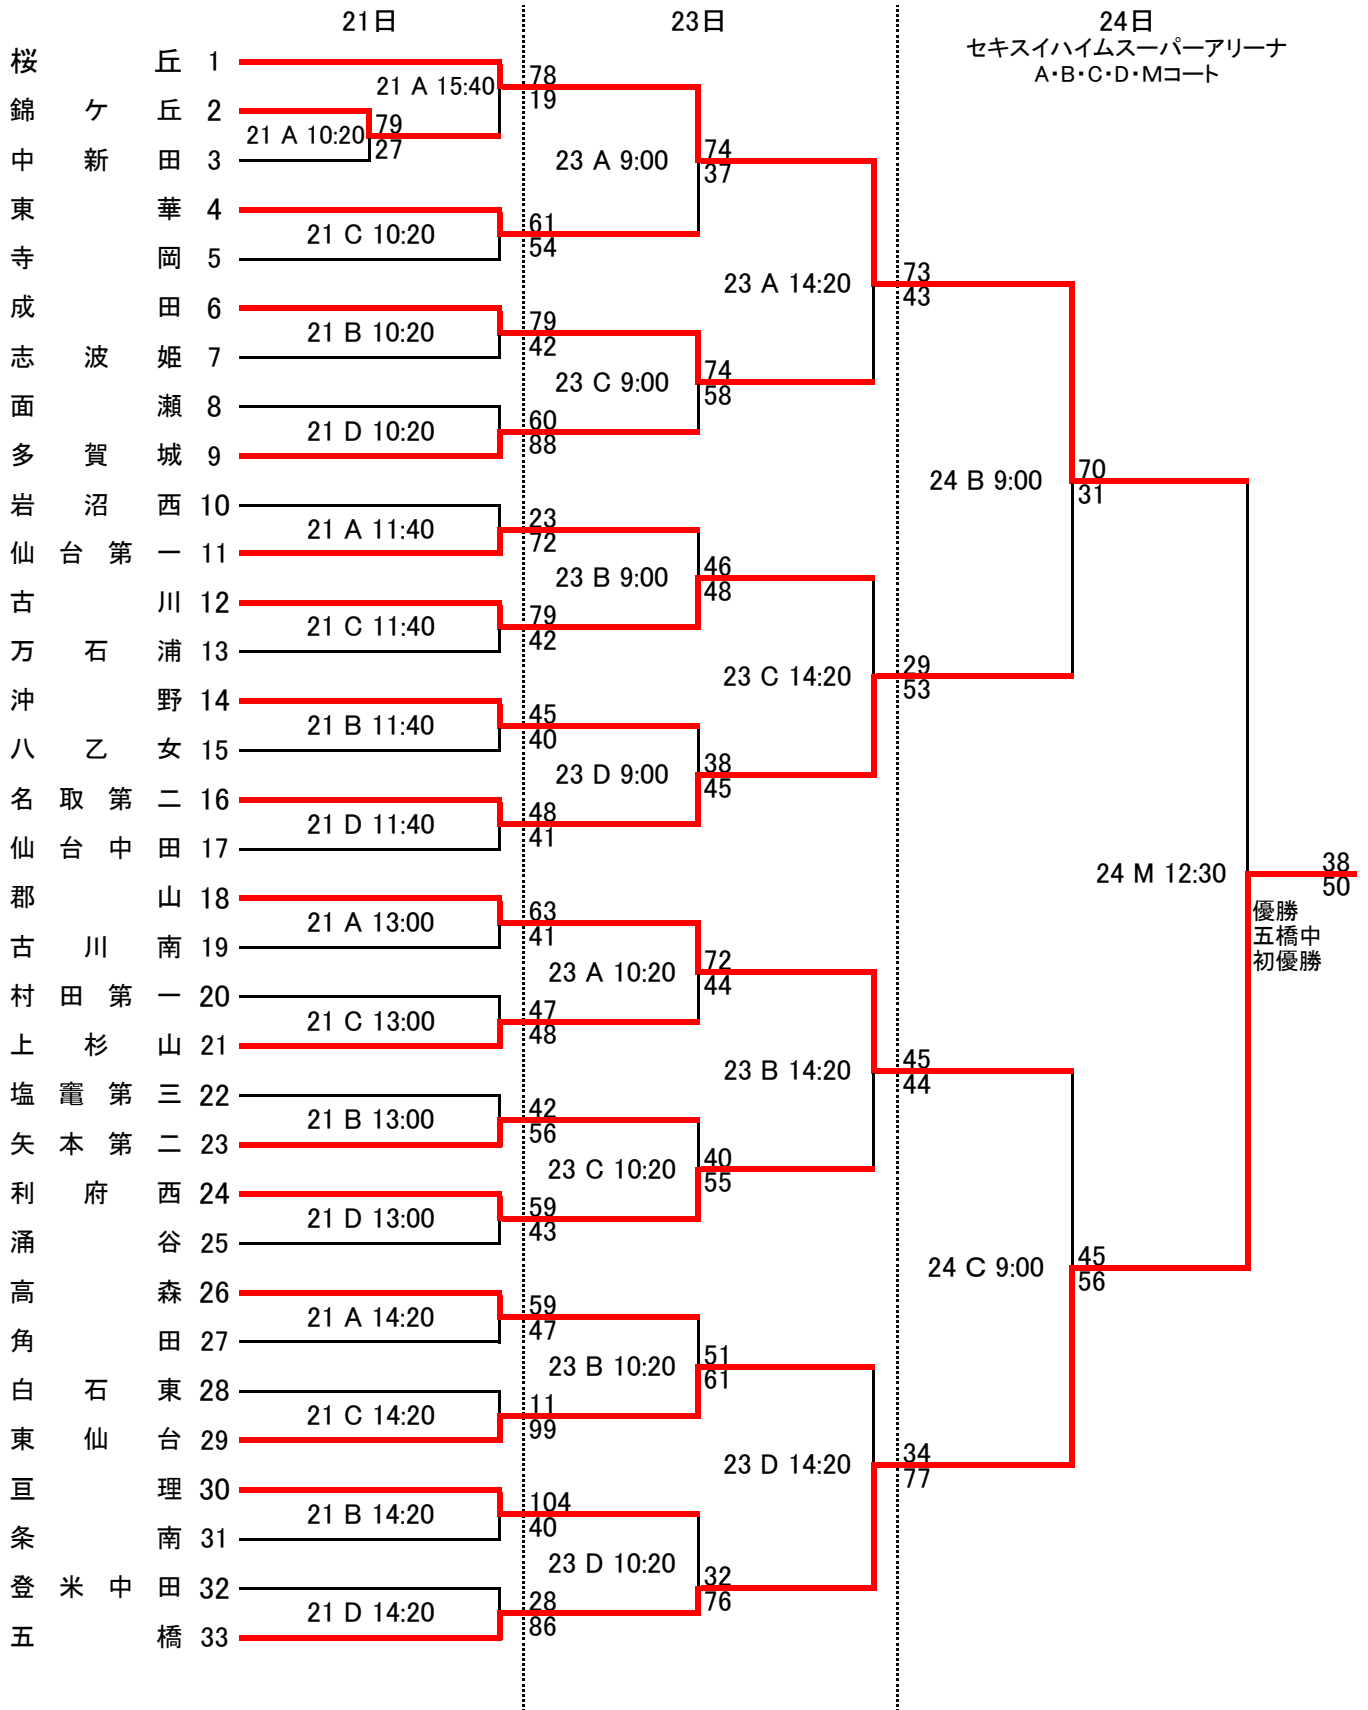 21日 23日 24日
セキスイハイムスーパーアリーナ
A・B・C・D・Mコート
桜丘 1
21 A 15:40
78
19
錦ケ丘 2
21 A 10:20
79
27
中新田 3
23 A 9:00
74
37
東華 4
21 C 10:20
61
54
寺岡 5
23 A 14:20
73
43
成田 6
21 B 10:20
79
42
志波姫 7
23 C 9:00
74
58
面瀬 8
21 D 10:20
60
88
多賀城 9
24 B 9:00
70
31
岩沼西 10
21 A 11:40
23
72
仙台第一 11
23 B 9:00
46
48
古川 12
21 C 11:40
79
42
万石浦 13
23 C 14:20
29
53
沖野 14
21 B 11:40
45
40
八乙女 15
23 D 9:00
38
45
名取第二 16
21 D 11:40
48
41
仙台中田 17
24 M 12:30
38
50
優勝
五橋中
初優勝
郡山 18
21 A 13:00
63
41
古川南 19
23 A 10:20
72
44
村田第一 20
21 C 13:00
47
48
上杉山 21
23 B 14:20
45
44
塩竈第三 22
21 B 13:00
42
56
矢本第二 23
23 C 10:20
40
55
利府西 24
21 D 13:00
59
43
涌谷 25
24 C 9:00
45
56
高森 26
21 A 14:20
59
47
角田 27
23 B 10:20
51
61
白石東 28
21 C 14:20
11
99
東仙台 29
23 D 14:20
34
77
亘理 30
21 B 14:20
104
40
条南 31
23 D 10:20
32
76
登米中田 32
21 D 14:20
28
86
五橋 33